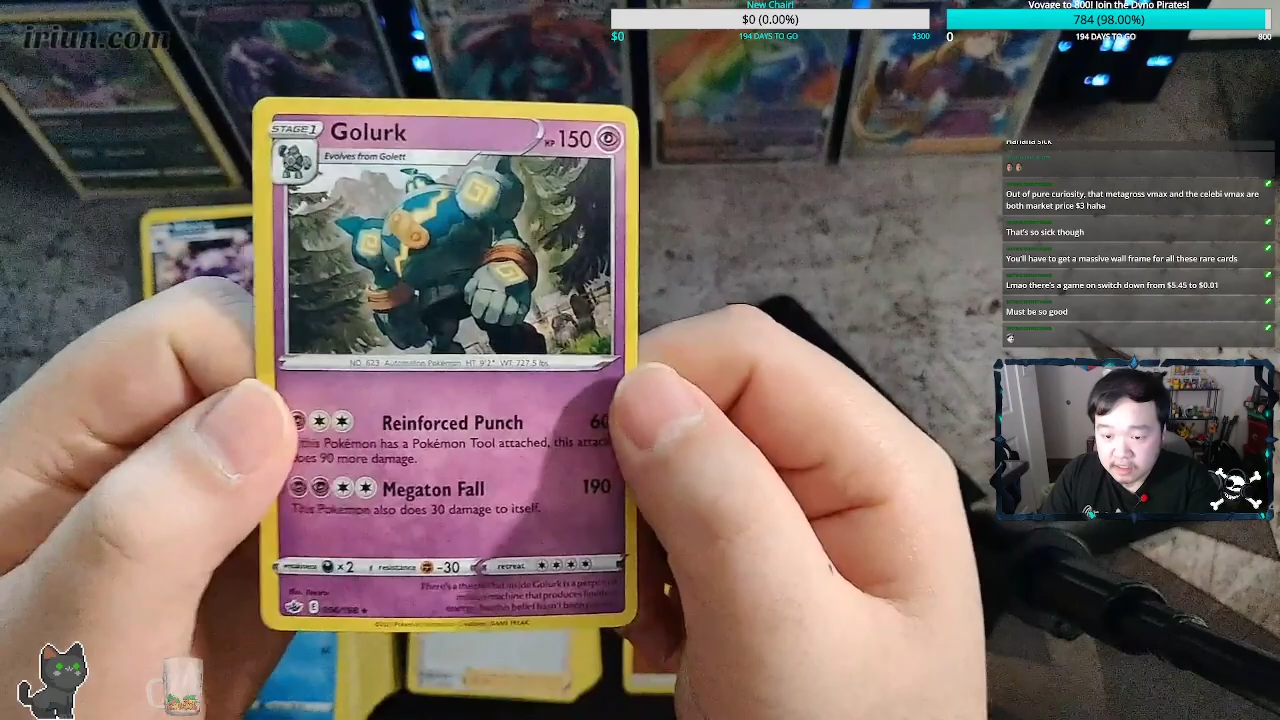 iriun.com
New Chair!
$0 (0.00%)
$0
194 DAYS TO GO
$300
Voyage to 800! Join the Dyno Pirates!
784 (98.00%)
0
194 DAYS TO GO
800
STAGE 1
Golurk
HP 150
Evolves from Golett
NO. 623 Automaton Pokémon HT: 9'2" WT: 727.5 lbs.
Reinforced Punch 60
this Pokémon has a Pokémon Tool attached, this attack
does 90 more damage.
Megaton Fall 190
This Pokémon also does 30 damage to itself.
weakness x2 resistance -30 retreat
sick
Out of pure curiosity, that metagross vmax and the celebi vmax are
both market price $3 haha
That's so sick though
You'll have to get a massive wall frame for all these rare cards
Lmao there's a game on switch down from $5.45 to $0.01
Must be so good